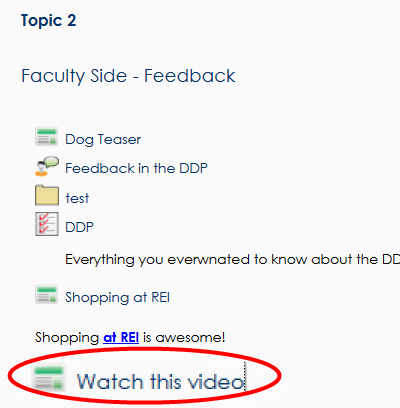 Topic 2
Faculty Side - Feedback
Dog Teaser
Feedback in the DDP
test
DDP
Everything you everwnated to know about the DD
Shopping at REI
Shopping at REI is awesome!
Watch this video